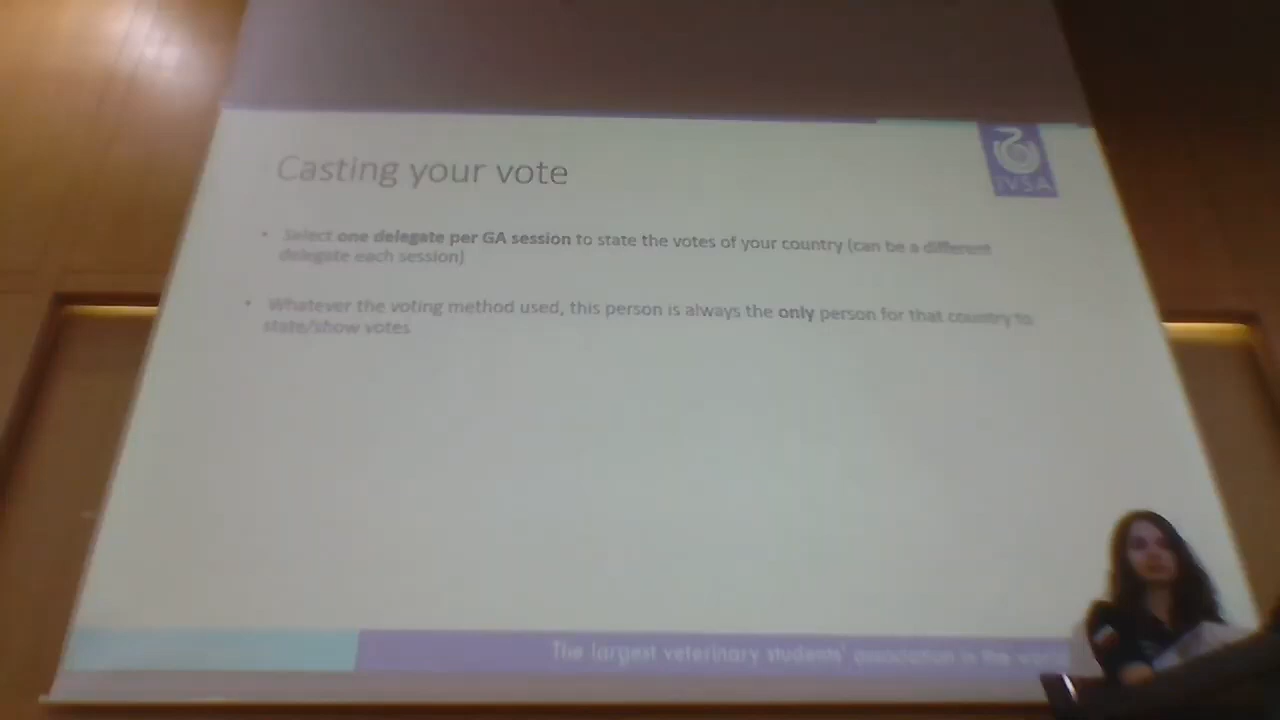 IVSA
Casting your vote
• Select one delegate per GA session to state the votes of your country (can be a different
delegate each session)
• Whatever the voting method used, this person is always the only person for that country to
state/show votes
The largest veterinary students' association in the world